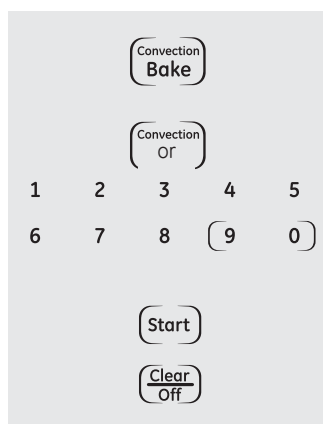 Convection
Bake
Convection
or
1 2 3 4 5
6 7 8 9 0
Start
Clear
Off